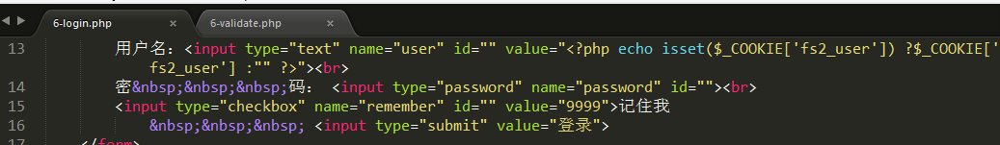 6-login.php × 6-validate.php ×
13 用户名：<input type="text" name="user" id="" value="<?php echo isset($_COOKIE['fs2_user']) ?$_COOKIE['
fs2_user'] :"" ?>"><br>
14 密&nbsp;&nbsp;&nbsp;码： <input type="password" name="password" id=""><br>
15 <input type="checkbox" name="remember" id="" value="9999">记住我
16 &nbsp;&nbsp;&nbsp; <input type="submit" value="登录">
17 </form>